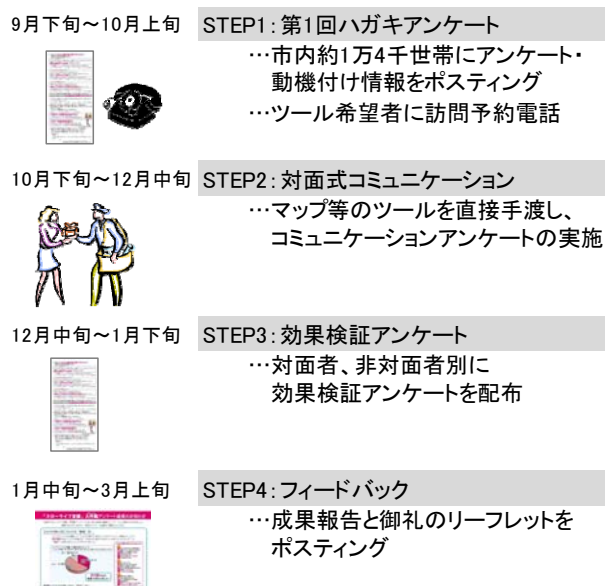 9月下旬～10月上旬 STEP1：第1回ハガキアンケート
…市内約1万4千世帯にアンケート・
動機付け情報をポスティング
…ツール希望者に訪問予約電話
10月下旬～12月中旬 STEP2：対面式コミュニケーション
…マップ等のツールを直接手渡し、
コミュニケーションアンケートの実施
12月中旬～1月下旬 STEP3：効果検証アンケート
…対面者、非対面者別に
効果検証アンケートを配布
1月中旬～3月上旬 STEP4：フィードバック
…成果報告と御礼のリーフレットを
ポスティング